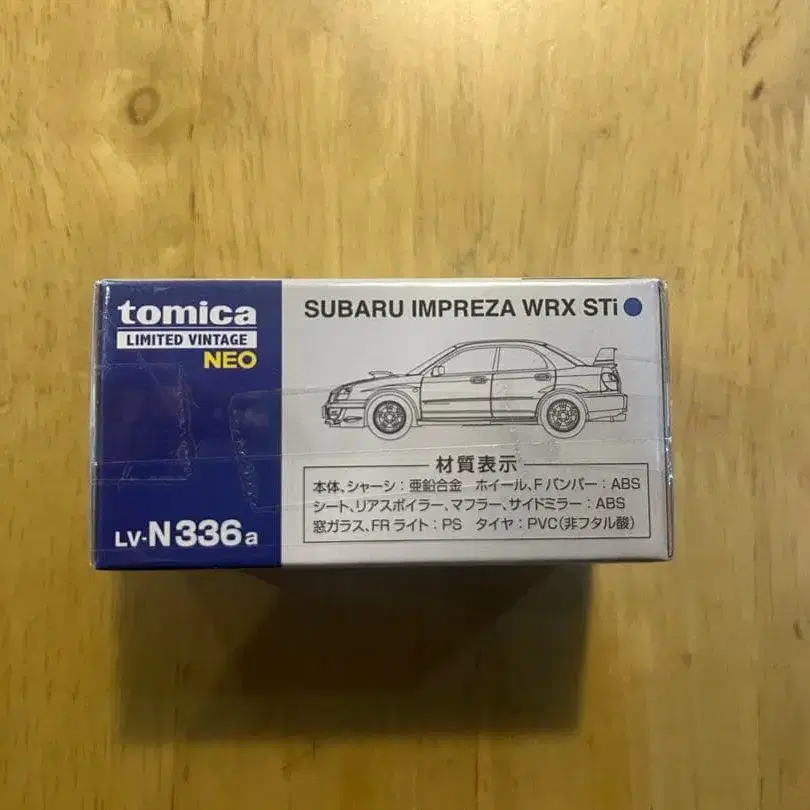 tomica
LIMITED VINTAGE
NEO
LV-N336a
SUBARU IMPREZA WRX STi
材質表示
本体、シャーシ:亜鉛合金 ホイール、Fバンパー:ABS
シート、リアスポイラー、マフラー、サイドミラー:ABS
窓ガラス、FRライト:PS タイヤ:PVC(非フタル酸)